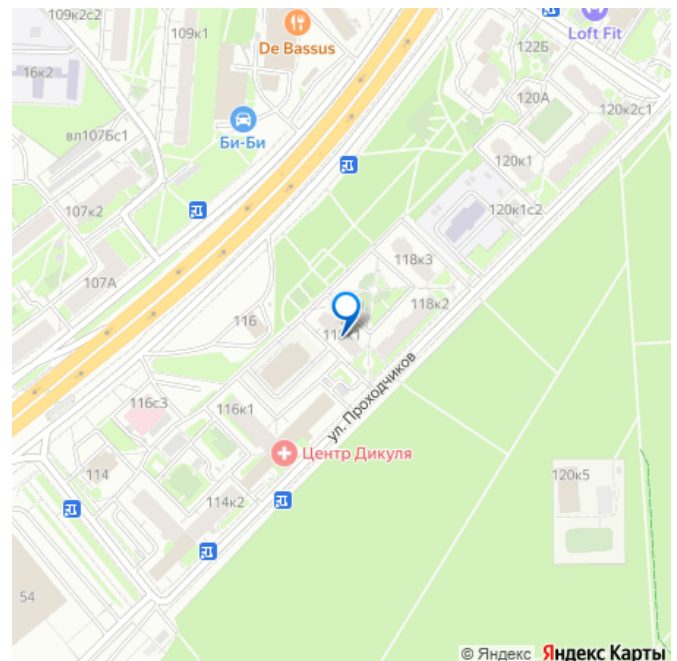 109к2с2
109к1
De Bassus
Loft Fit
122Б
16к2
120А
120к2с1
вл107Бс1
Би-Би
120к1
107к2
120к1с2
118к3
107А
118к2
116
118к1
ул. Проходчиков
116с3
116к1
Центр Дикуля
114
120к5
114к2
54
© Яндекс Яндекс Карты